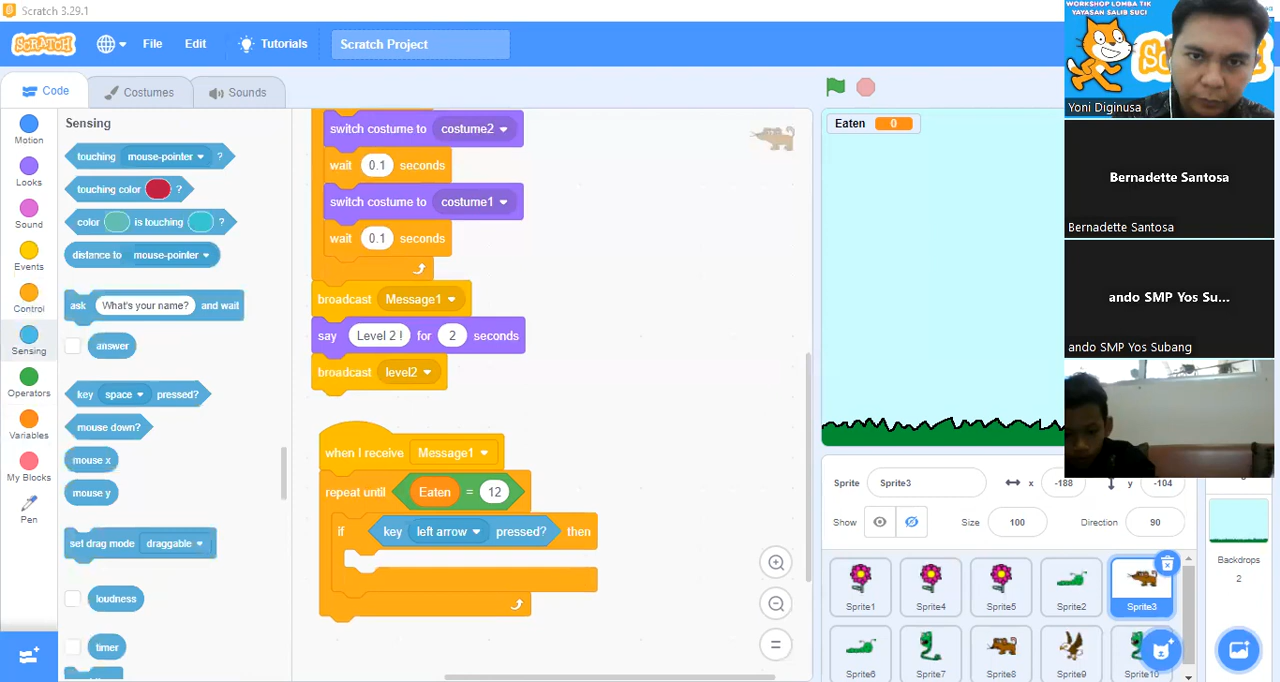 Scratch 3.29.1
SCRATCH
File
Edit
Tutorials
Scratch Project
Code
Costumes
Sounds
Motion
Looks
Sound
Events
Control
Sensing
Operators
Variables
My Blocks
Pen
Sensing
touching mouse-pointer ?
touching color ?
color is touching ?
distance to mouse-pointer
ask What's your name? and wait
answer
key space pressed?
mouse down?
mouse x
mouse y
set drag mode draggable
loudness
timer
switch costume to costume2
wait 0.1 seconds
switch costume to costume1
wait 0.1 seconds
broadcast Message1
say Level 2 ! for 2 seconds
broadcast level2
when I receive Message1
repeat until Eaten = 12
if key left arrow pressed? then
Eaten 0
Sprite
Sprite3
x
-188
y
-104
Show
Size
100
Direction
90
Sprite1
Sprite4
Sprite5
Sprite2
Sprite3
Sprite6
Sprite7
Sprite8
Sprite9
Sprite10
Backdrops
2
WORKSHOP LOMBA TIK
YAYASAN SALIB SUCI
Yoni Diginusa
Bernadette Santosa
Bernadette Santosa
ando SMP Yos Su...
ando SMP Yos Subang